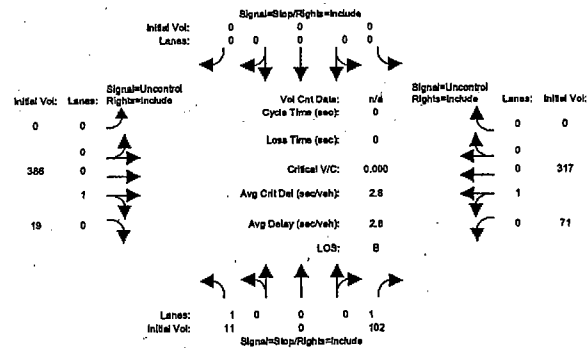 Signal=Stop/Rights=Include
Initial Vol: 0 0 0
Lanes: 0 0 0 0 0
Signal=Uncontrol
Rights=Include
Initial Vol: Lanes:
0 0
0
386 0
1
19 0
Vol Cnt Date: n/a
Cycle Time (sec): 0
Loss Time (sec): 0
Critical V/C: 0.000
Avg Crit Del (sec/veh): 2.8
Avg Delay (sec/veh): 2.8
LOS: B
Signal=Uncontrol
Rights=Include
Lanes: Initial Vol:
0 0
0
0 317
1
0 71
Lanes: 1 0 0 0 1
Initial Vol: 11 0 102
Signal=Stop/Rights=Include